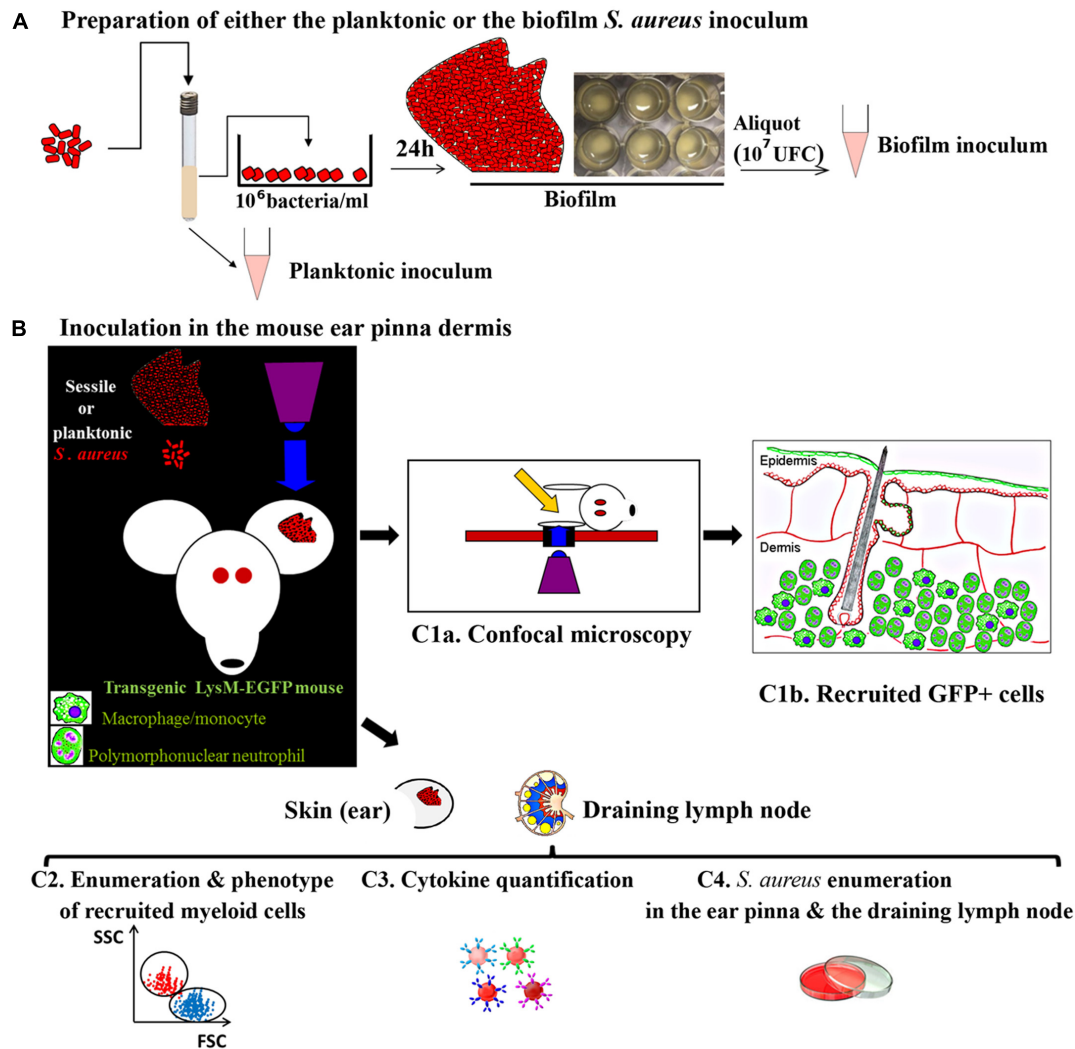 A Preparation of either the planktonic or the biofilm S. aureus inoculum
24h
10⁶bacteria/ml
Biofilm
Aliquot
(10⁷UFC)
Biofilm inoculum
Planktonic inoculum
B Inoculation in the mouse ear pinna dermis
Sessile
or
planktonic
S. aureus
Transgenic LysM-EGFP mouse
Macrophage/monocyte
Polymorphonuclear neutrophil
C1a. Confocal microscopy
Epidermis
Dermis
C1b. Recruited GFP+ cells
Skin (ear)
Draining lymph node
C2. Enumeration & phenotype
of recruited myeloid cells
SSC
FSC
C3. Cytokine quantification
C4. S. aureus enumeration
in the ear pinna & the draining lymph node